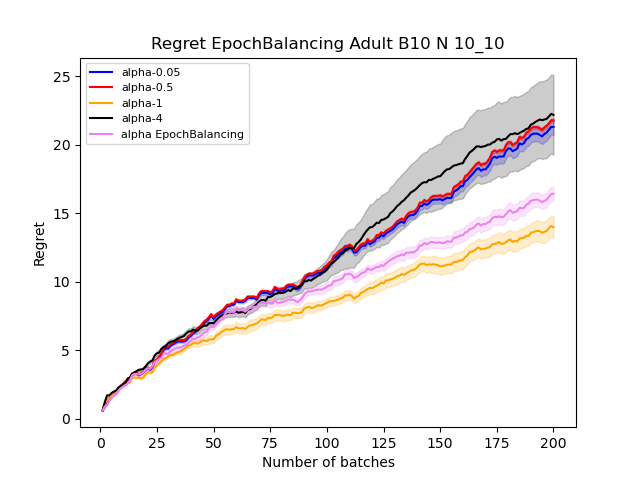 Regret EpochBalancing Adult B10 N 10_10
alpha-0.05
alpha-0.5
alpha-1
alpha-4
alpha EpochBalancing
Regret
25
20
15
10
5
0
0 25 50 75 100 125 150 175 200
Number of batches